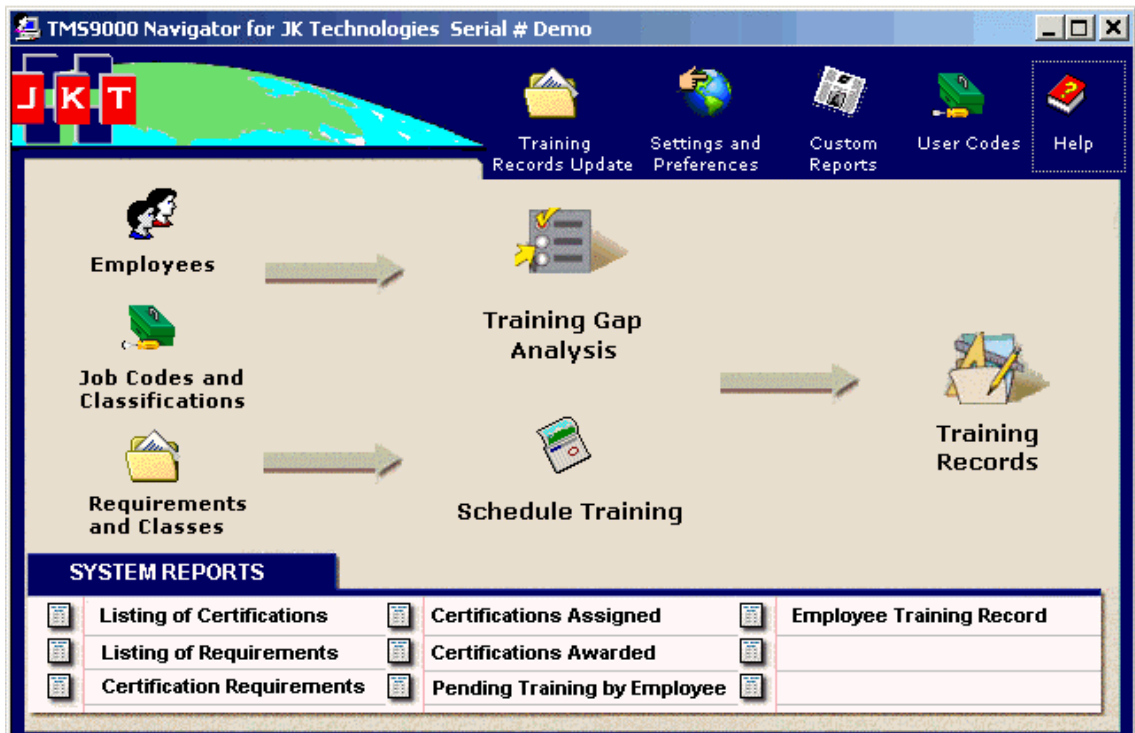 TMS9000 Navigator for JK Technologies Serial # Demo
JKT
Training
Records Update
Settings and
Preferences
Custom
Reports
User Codes
Help
Employees
Job Codes and
Classifications
Requirements
and Classes
Training Gap
Analysis
Schedule Training
Training
Records
SYSTEM REPORTS
Listing of Certifications
Certifications Assigned
Employee Training Record
Listing of Requirements
Certifications Awarded
Certification Requirements
Pending Training by Employee